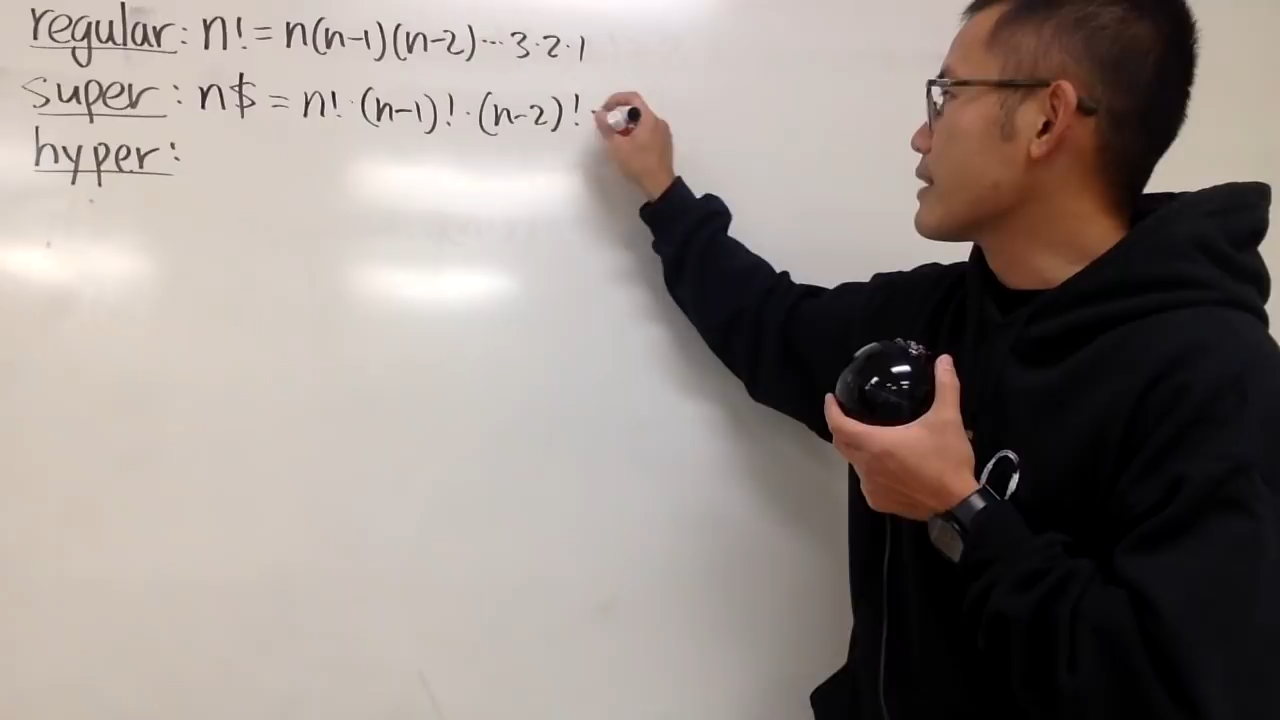 regular: n! = n(n-1)(n-2)···3·2·1
super: n$ = n!·(n-1)!·(n-2)!·
hyper: